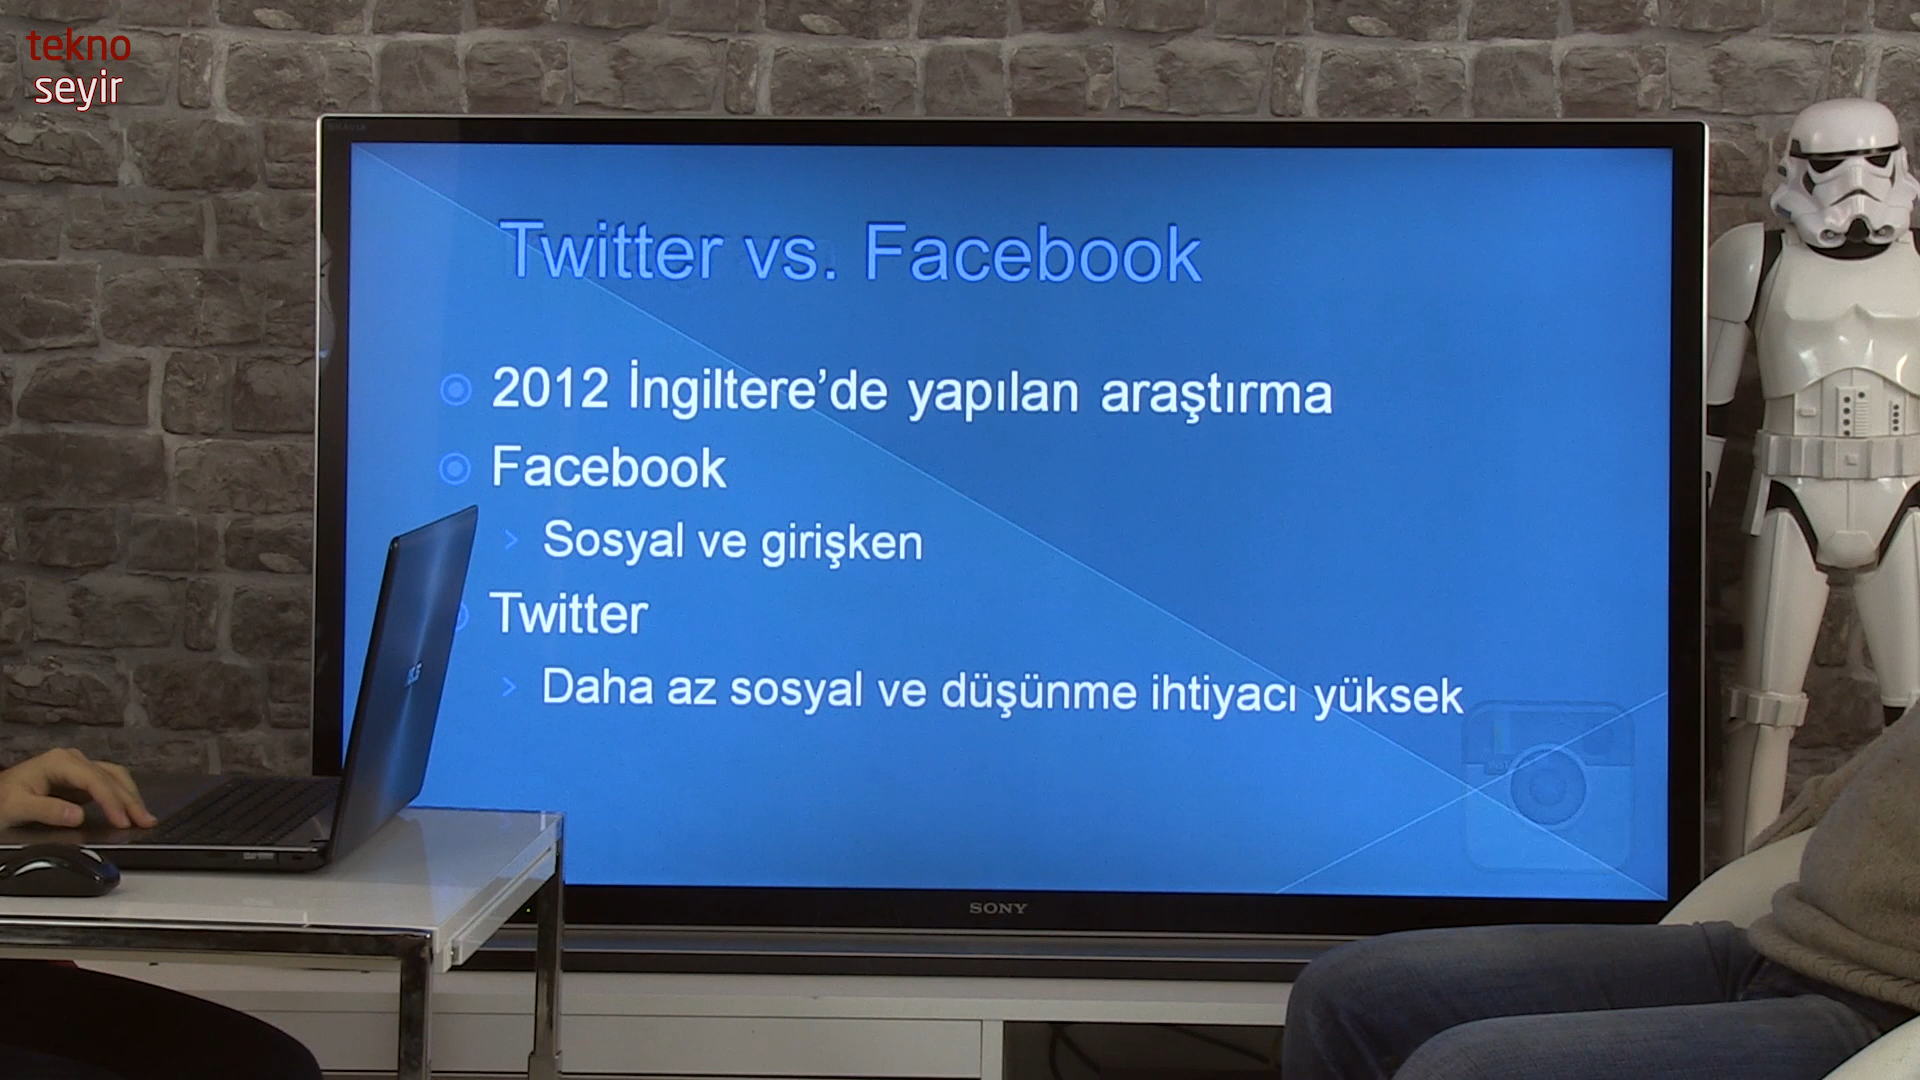 tekno
seyir
Twitter vs. Facebook
2012 İngiltere’de yapılan araştırma
Facebook
Sosyal ve girişken
Twitter
Daha az sosyal ve düşünme ihtiyacı yüksek
SONY